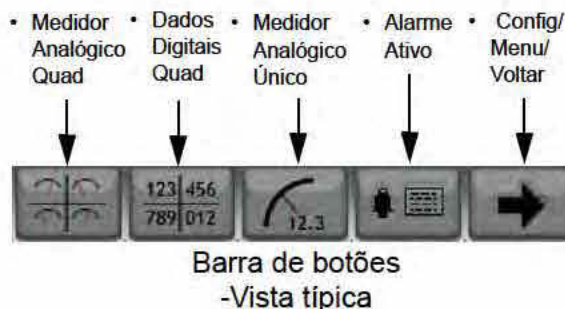 • Medidor Analógico Quad
• Dados Digitais Quad
• Medidor Analógico Único
• Alarme Ativo
• Config/ Menu/ Voltar
123 456
789 012
12.3
Barra de botões
-Vista típica